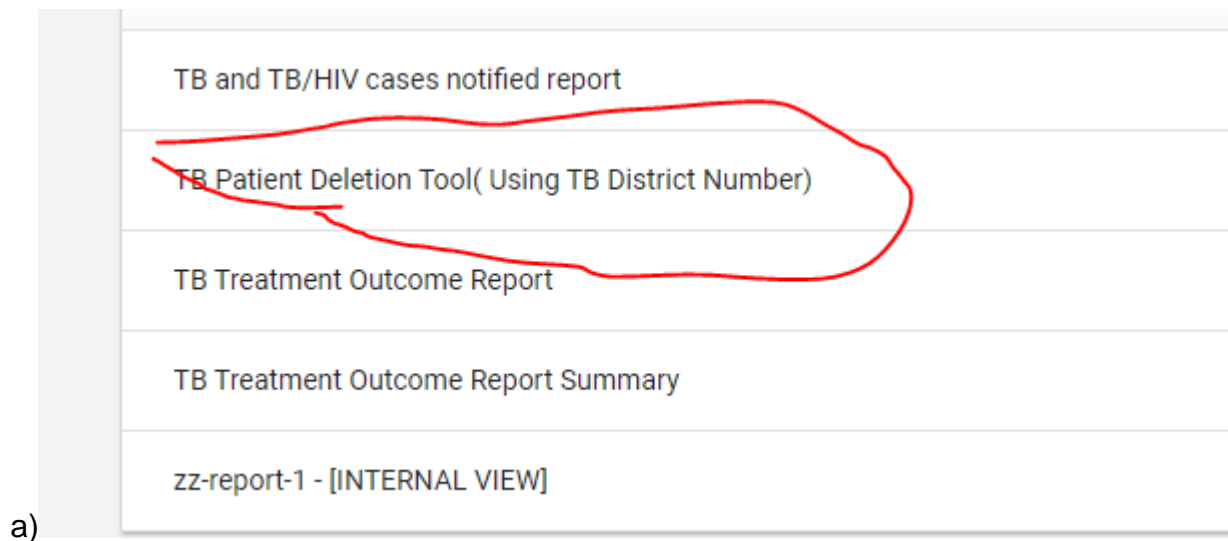 TB and TB/HIV cases notified report
TB Patient Deletion Tool( Using TB District Number)
TB Treatment Outcome Report
TB Treatment Outcome Report Summary
zz-report-1 - [INTERNAL VIEW]
a)